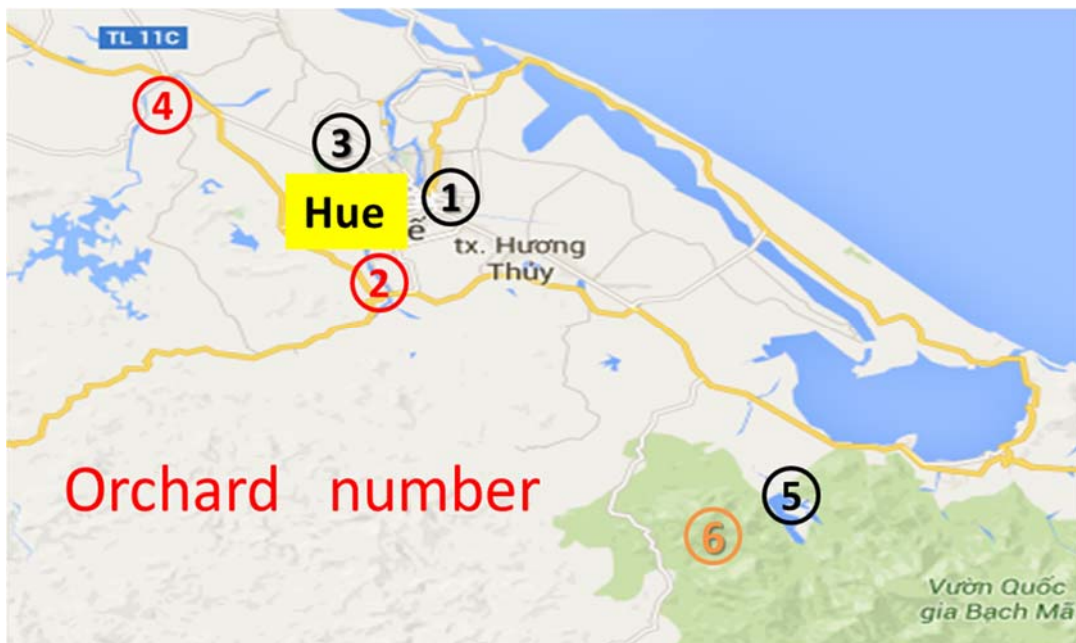 TL 11C
④
③
①
Hue
ế
tx. Hương
Thủy
②
Orchard number
⑤
⑥
Vườn Quốc
gia Bạch Mã